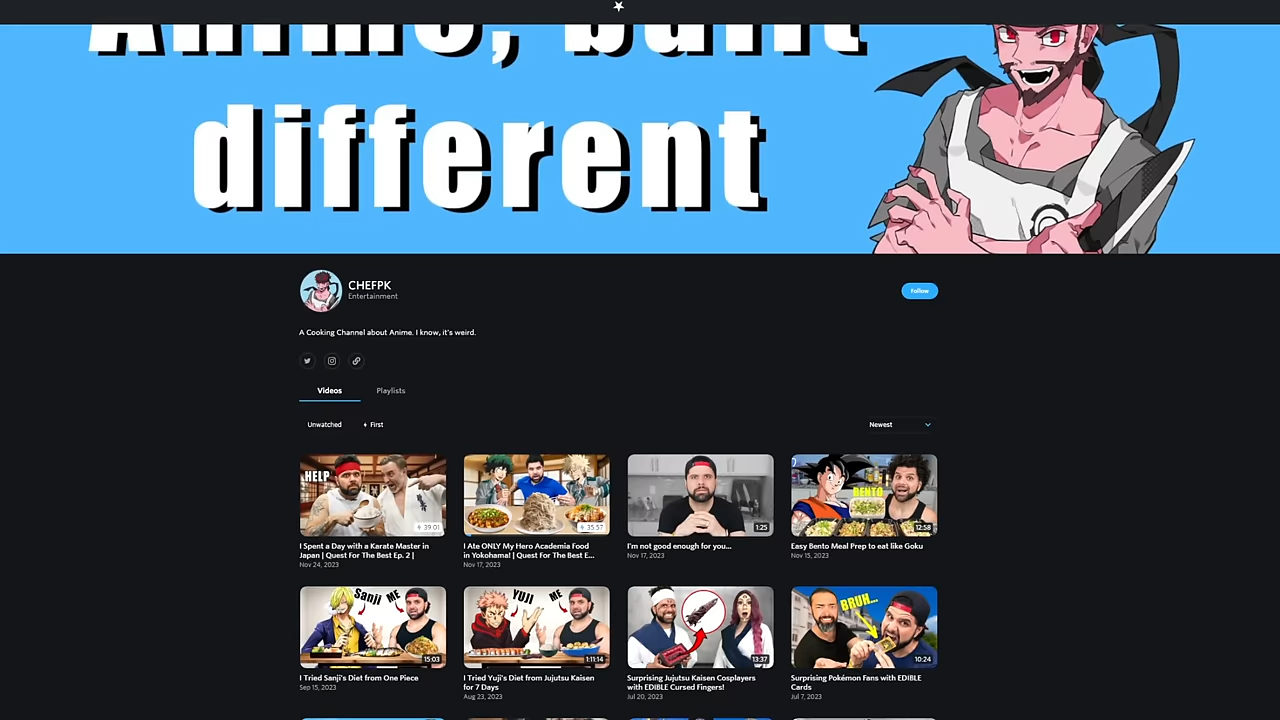 Anime, built
different
CHEFPK
Entertainment
Follow
A Cooking Channel about Anime. I know, it's weird.
Videos
Playlists
Unwatched
First
Newest
HELP
39:01
35:57
1:25
BENTO
12:58
I Spent a Day with a Karate Master in
Japan | Quest For The Best Ep. 2 |
Nov 24, 2023
I Ate ONLY My Hero Academia Food
in Yokohama! | Quest For The Best E...
Nov 17, 2023
I'm not good enough for you...
Nov 17, 2023
Easy Bento Meal Prep to eat like Goku
Nov 15, 2023
Sanji
ME
15:03
YUJI
ME
1:11:14
13:37
BRUH...
10:24
I Tried Sanji's Diet from One Piece
Sep 15, 2023
I Tried Yuji's Diet from Jujutsu Kaisen
for 7 Days
Aug 23, 2023
Surprising Jujutsu Kaisen Cosplayers
with EDIBLE Cursed Fingers!
Jul 20, 2023
Surprising Pokémon Fans with EDIBLE
Cards
Jul 7, 2023